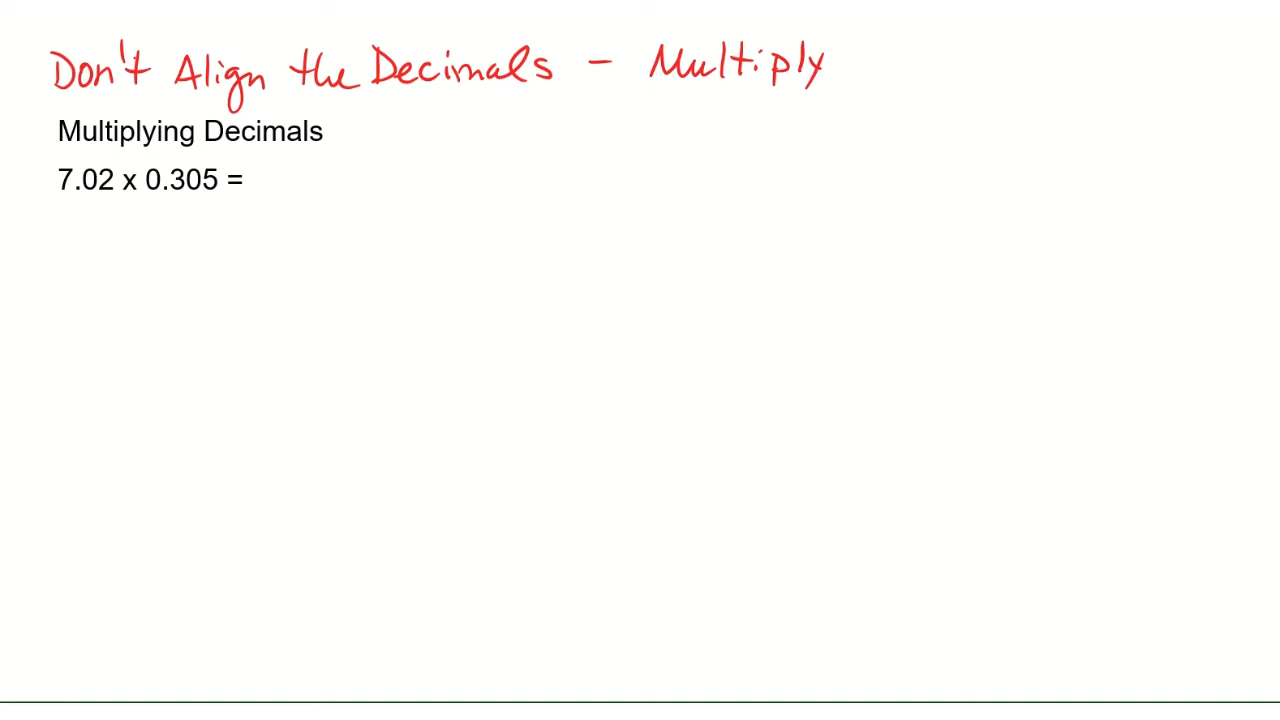 Don't Align the Decimals - Multiply
Multiplying Decimals
7.02 x 0.305 =